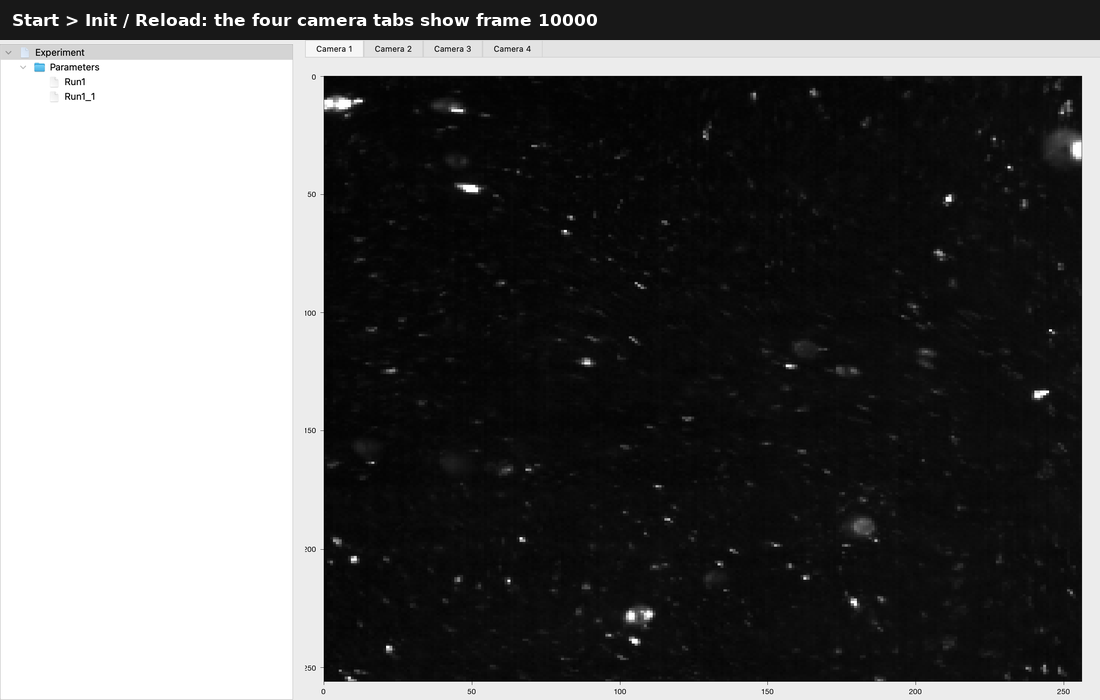 Start > Init / Reload: the four camera tabs show frame 10000
Experiment
Parameters
Run1
Run1_1
Camera 1 Camera 2 Camera 3 Camera 4
0
50
100
150
200
250
0 50 100 150 200 250